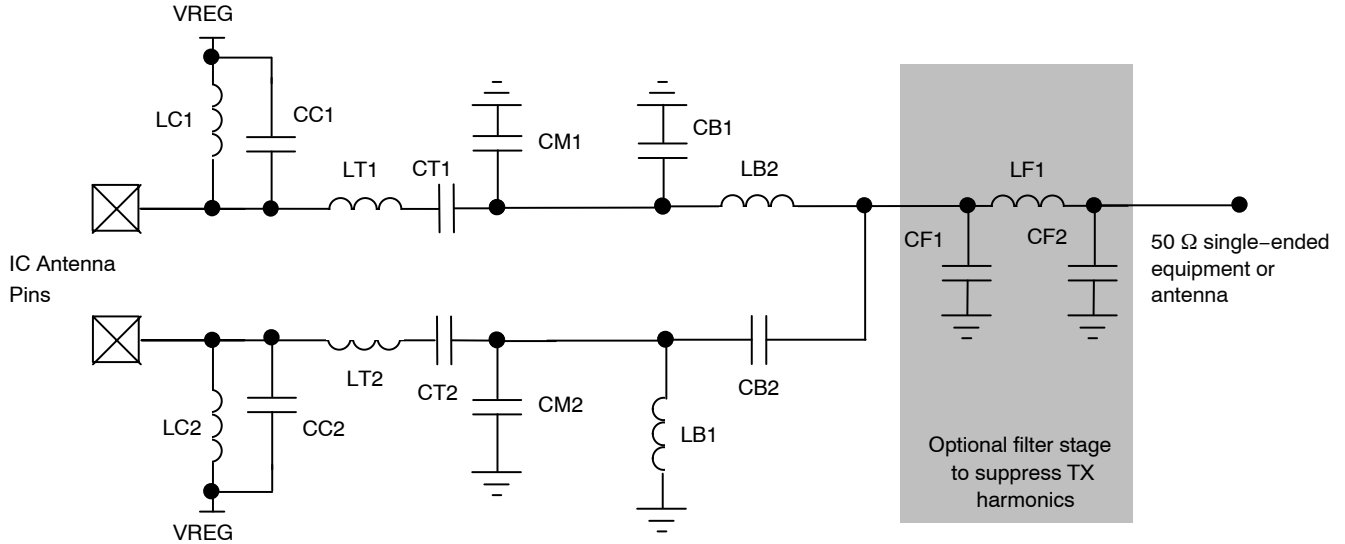 VREG
LC1
CC1
LT1
CT1
CM1
CB1
LB2
LF1
CF1
CF2
50 Ω single−ended
equipment or
antenna
IC Antenna
Pins
LT2
CT2
LC2
CC2
CM2
LB1
CB2
VREG
Optional filter stage
to suppress TX
harmonics